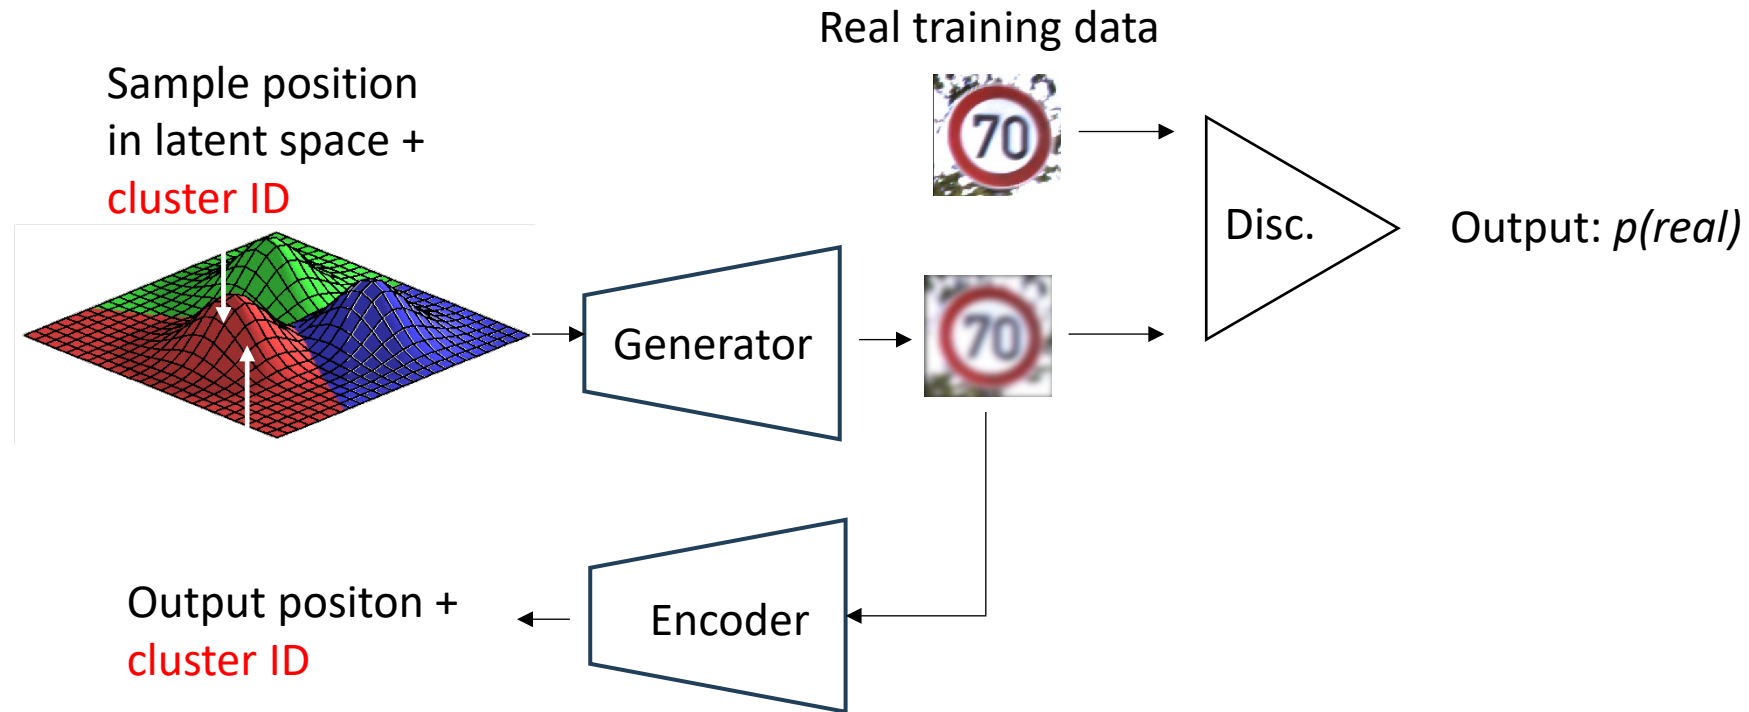 Real training data
Sample position
in latent space +
cluster ID
70
Disc.
Output: p(real)
Generator
70
Output positon +
cluster ID
Encoder